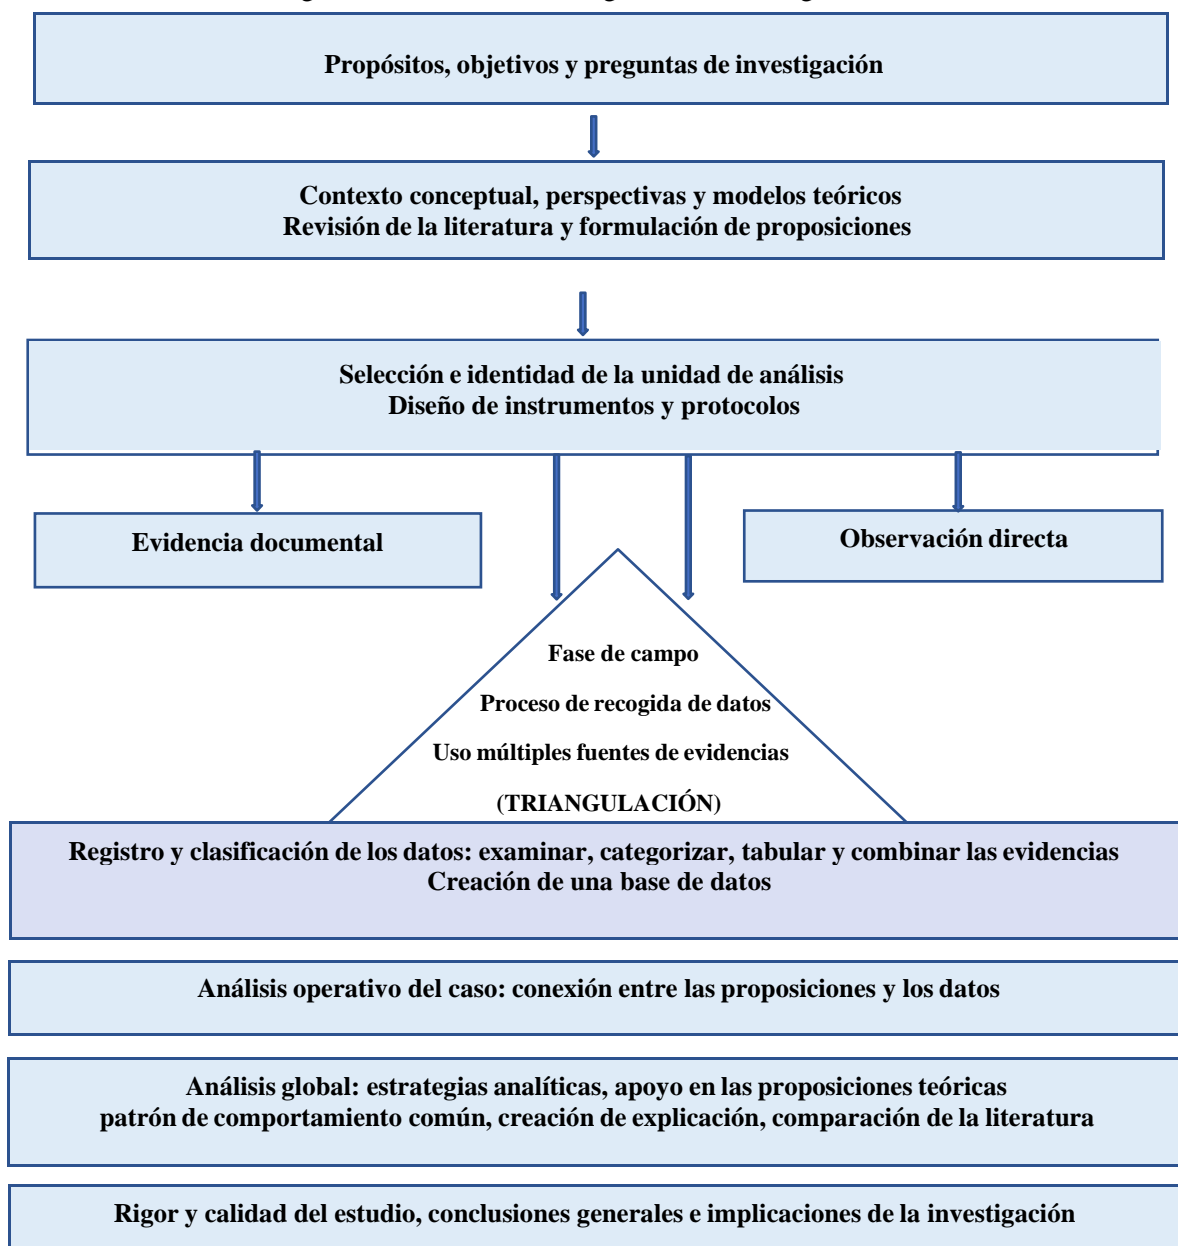 Propósitos, objetivos y preguntas de investigación
Contexto conceptual, perspectivas y modelos teóricos
Revisión de la literatura y formulación de proposiciones
Selección e identidad de la unidad de análisis
Diseño de instrumentos y protocolos
Evidencia documental
Observación directa
Fase de campo
Proceso de recogida de datos
Uso múltiples fuentes de evidencias
(TRIANGULACIÓN)
Registro y clasificación de los datos: examinar, categorizar, tabular y combinar las evidencias
Creación de una base de datos
Análisis operativo del caso: conexión entre las proposiciones y los datos
Análisis global: estrategias analíticas, apoyo en las proposiciones teóricas
patrón de comportamiento común, creación de explicación, comparación de la literatura
Rigor y calidad del estudio, conclusiones generales e implicaciones de la investigación